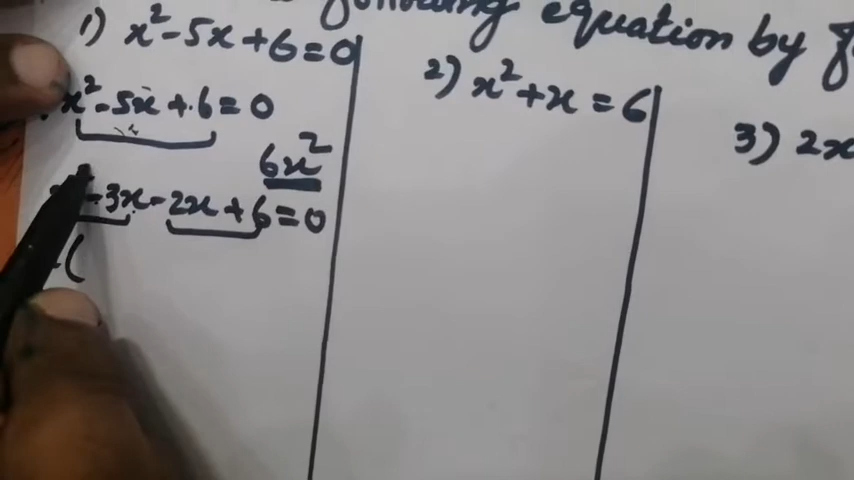 following equation by
1) x² - 5x + 6 = 0
x² - 5x + 6 = 0
6x²
- 3x - 2x + 6 = 0
(
2) x² + x = 6
3) 2x